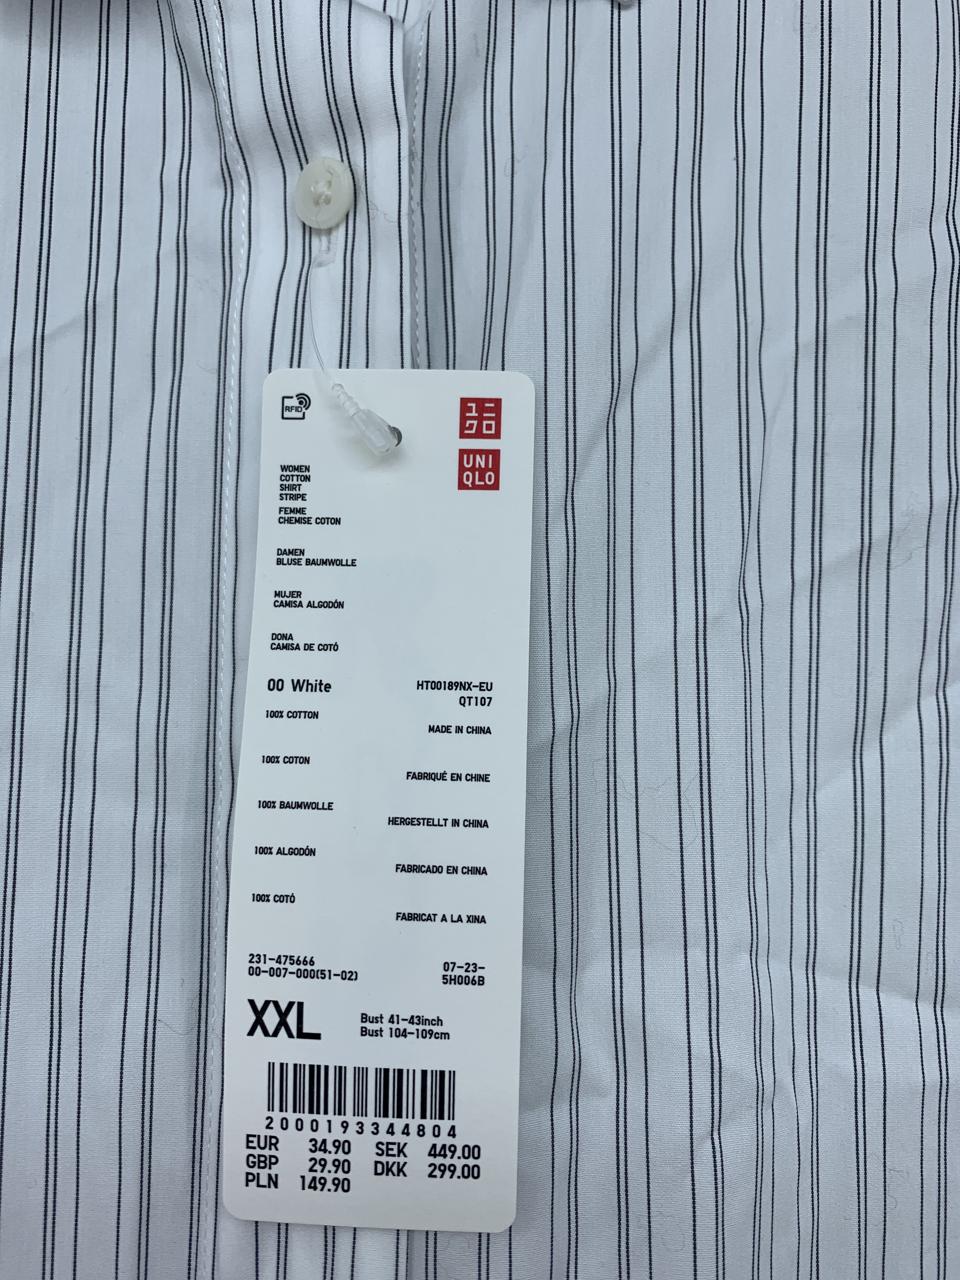 RFID
ユニ
クロ
UNI
QLO
WOMEN
COTTON
SHIRT
STRIPE
FEMME
CHEMISE COTON
DAMEN
BLUSE BAUMWOLLE
MUJER
CAMISA ALGODÓN
DONA
CAMISA DE COTÓ
00 White
HT00189NX-EU
QT107
100% COTTON
MADE IN CHINA
100% COTON
FABRIQUÉ EN CHINE
100% BAUMWOLLE
HERGESTELLT IN CHINA
100% ALGODÓN
FABRICADO EN CHINA
100% COTÓ
FABRICAT A LA XINA
231-475666
00-007-000(51-02)
07-23-
5H006B
XXL
Bust 41-43inch
Bust 104-109cm
2000193344804
EUR 34.90 SEK 449.00
GBP 29.90 DKK 299.00
PLN 149.90